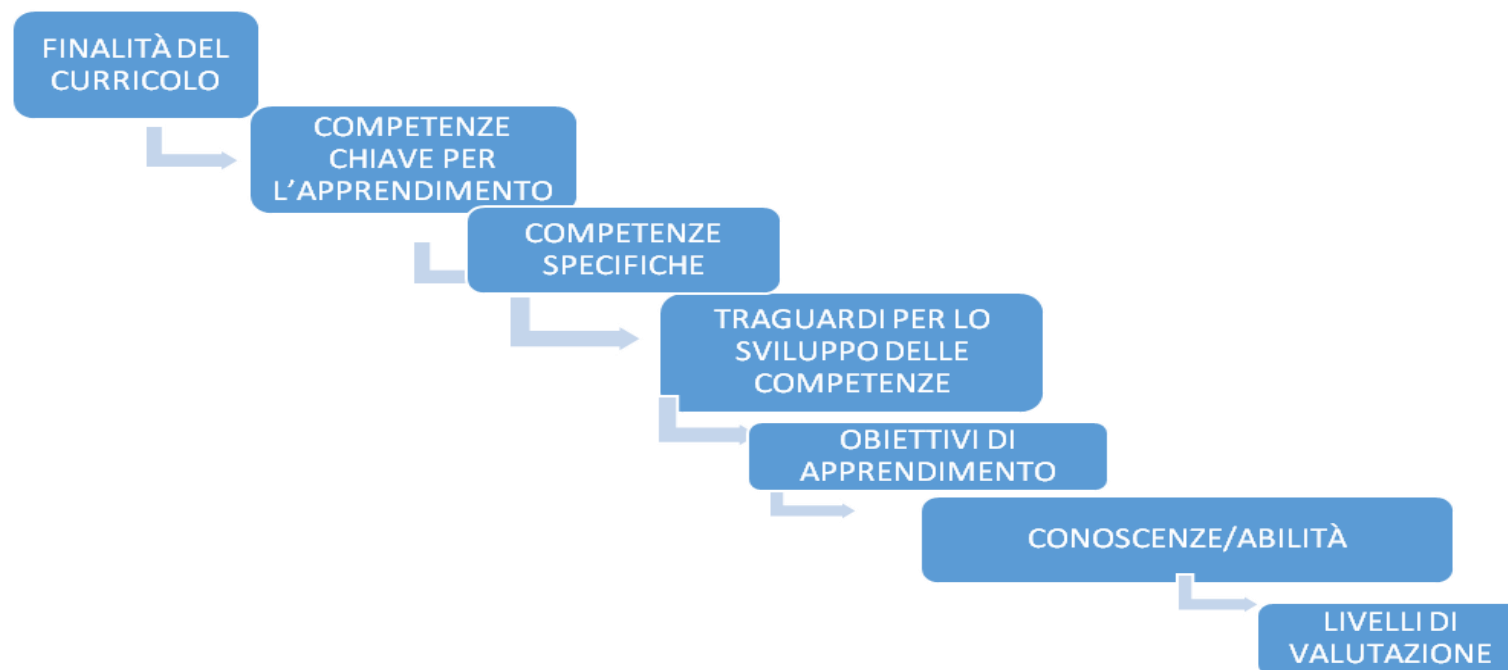 FINALITÀ DEL
CURRICOLO
COMPETENZE
CHIAVE PER
L'APPRENDIMENTO
COMPETENZE
SPECIFICHE
TRAGUARDI PER LO
SVILUPPO DELLE
COMPETENZE
OBIETTIVI DI
APPRENDIMENTO
CONOSCENZE/ABILITÀ
LIVELLI DI
VALUTAZIONE